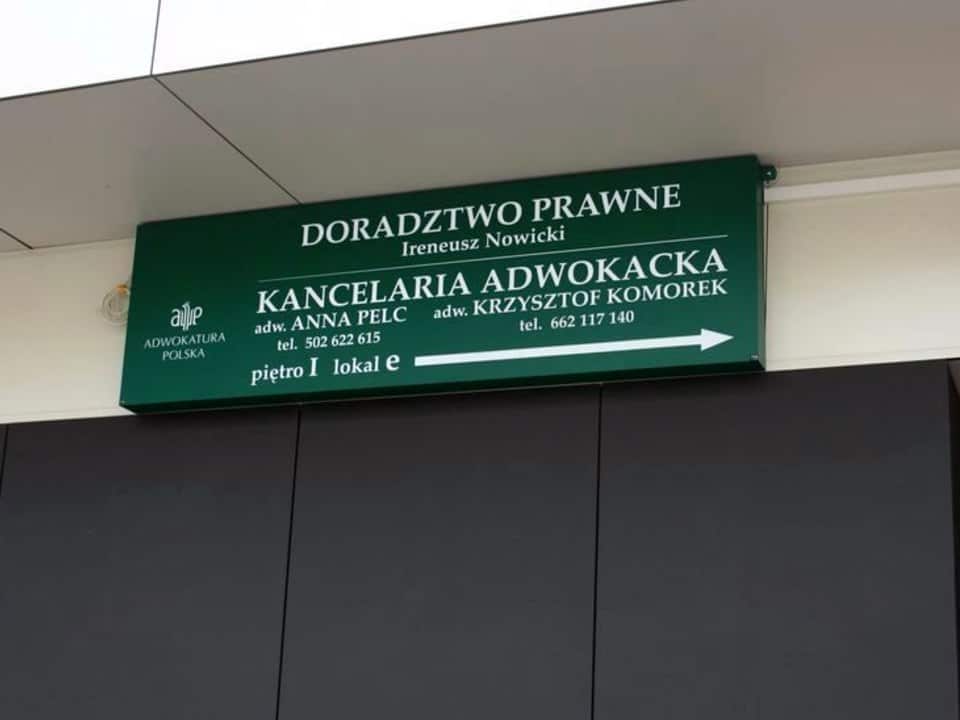 DORADZTWO PRAWNE
Ireneusz Nowicki
KANCELARIA ADWOKACKA
adw. ANNA PELC adw. KRZYSZTOF KOMOREK
tel. 502 622 615 tel. 662 117 140
piętro I lokal e
ADWOKATURA
POLSKA